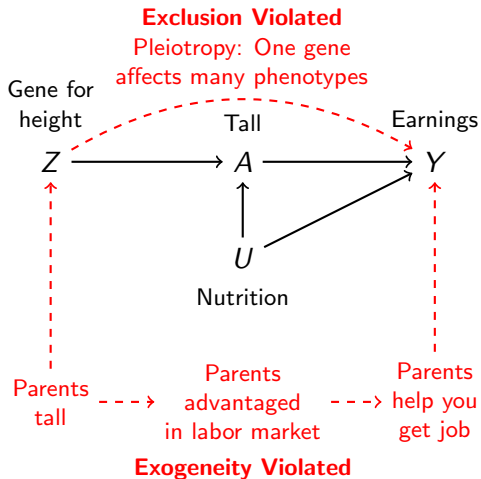 Exclusion Violated
Pleiotropy: One gene
affects many phenotypes
Gene for
height
Tall
Earnings
Z
A
Y
U
Nutrition
Parents
tall
Parents
advantaged
in labor market
Parents
help you
get job
Exogeneity Violated